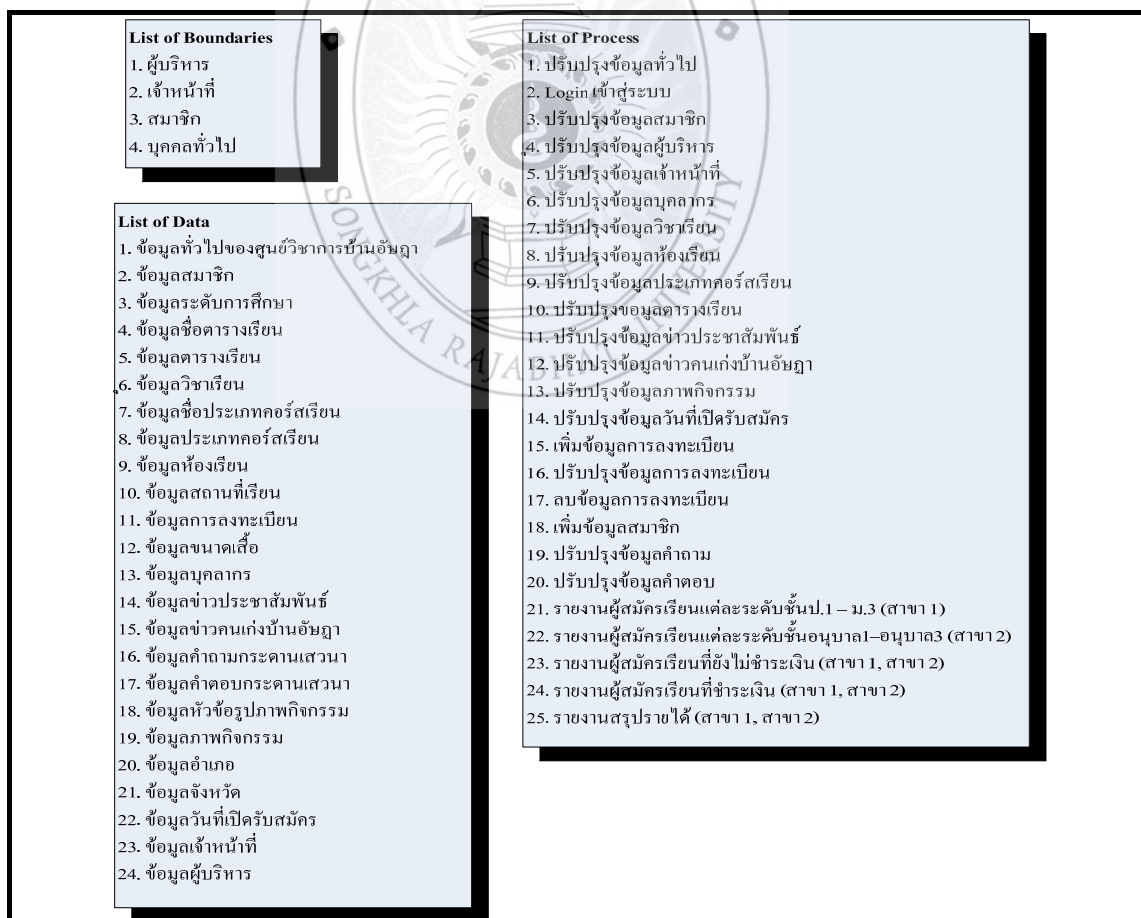 List of Boundaries
1. ผู้บริหาร
2. เจ้าหน้าที่
3. สมาชิก
4. บุคคลทั่วไป
List of Data
1. ข้อมูลทั่วไปของศูนย์วิชาการบ้านอัษฎา
2. ข้อมูลสมาชิก
3. ข้อมูลระดับการศึกษา
4. ข้อมูลชื่อตารางเรียน
5. ข้อมูลตารางเรียน
6. ข้อมูลวิชาเรียน
7. ข้อมูลชื่อประเภทคอร์สเรียน
8. ข้อมูลประเภทคอร์สเรียน
9. ข้อมูลห้องเรียน
10. ข้อมูลสถานที่เรียน
11. ข้อมูลการลงทะเบียน
12. ข้อมูลขนาดเสื้อ
13. ข้อมูลบุคลากร
14. ข้อมูลข่าวประชาสัมพันธ์
15. ข้อมูลข่าวคนเก่งบ้านอัษฎา
16. ข้อมูลคำถามกระดานเสวนา
17. ข้อมูลคำตอบกระดานเสวนา
18. ข้อมูลหัวข้อรูปภาพกิจกรรม
19. ข้อมูลภาพกิจกรรม
20. ข้อมูลอำเภอ
21. ข้อมูลจังหวัด
22. ข้อมูลวันที่เปิดรับสมัคร
23. ข้อมูลเจ้าหน้าที่
24. ข้อมูลผู้บริหาร
List of Process
1. ปรับปรุงข้อมูลทั่วไป
2. Login เข้าสู่ระบบ
3. ปรับปรุงข้อมูลสมาชิก
4. ปรับปรุงข้อมูลผู้บริหาร
5. ปรับปรุงข้อมูลเจ้าหน้าที่
6. ปรับปรุงข้อมูลบุคลากร
7. ปรับปรุงข้อมูลวิชาเรียน
8. ปรับปรุงข้อมูลห้องเรียน
9. ปรับปรุงข้อมูลประเภทคอร์สเรียน
10. ปรับปรุงขอมูลตารางเรียน
11. ปรับปรุงข้อมูลข่าวประชาสัมพันธ์
12. ปรับปรุงข้อมูลข่าวคนเก่งบ้านอัษฎา
13. ปรับปรุงข้อมูลภาพกิจกรรม
14. ปรับปรุงข้อมูลวันที่เปิดรับสมัคร
15. เพิ่มข้อมูลการลงทะเบียน
16. ปรับปรุงข้อมูลการลงทะเบียน
17. ลบข้อมูลการลงทะเบียน
18. เพิ่มข้อมูลสมาชิก
19. ปรับปรุงข้อมูลคำถาม
20. ปรับปรุงข้อมูลคำตอบ
21. รายงานผู้สมัครเรียนแต่ละระดับชั้นป.1 – ม.3 (สาขา 1)
22. รายงานผู้สมัครเรียนแต่ละระดับชั้นอนุบาล1–อนุบาล3 (สาขา 2)
23. รายงานผู้สมัครเรียนที่ยังไม่ชำระเงิน (สาขา 1, สาขา 2)
24. รายงานผู้สมัครเรียนที่ชำระเงิน (สาขา 1, สาขา 2)
25. รายงานสรุปรายได้ (สาขา 1, สาขา 2)
SONGKHLA RAJABHAT UNIVERSITY